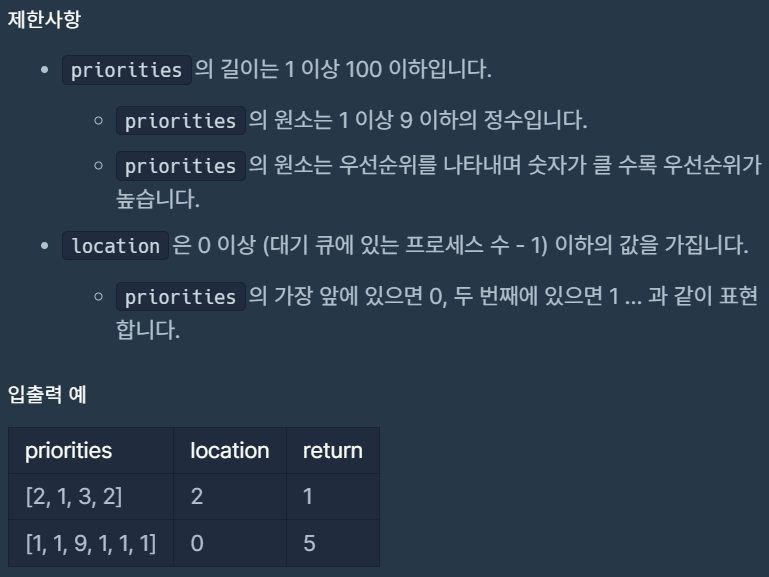 제한사항
priorities 의 길이는 1 이상 100 이하입니다.
priorities 의 원소는 1 이상 9 이하의 정수입니다.
priorities 의 원소는 우선순위를 나타내며 숫자가 클 수록 우선순위가
높습니다.
location 은 0 이상 (대기 큐에 있는 프로세스 수 - 1) 이하의 값을 가집니다.
priorities 의 가장 앞에 있으면 0, 두 번째에 있으면 1 … 과 같이 표현
합니다.
입출력 예
priorities location return
[2, 1, 3, 2] 2 1
[1, 1, 9, 1, 1, 1] 0 5